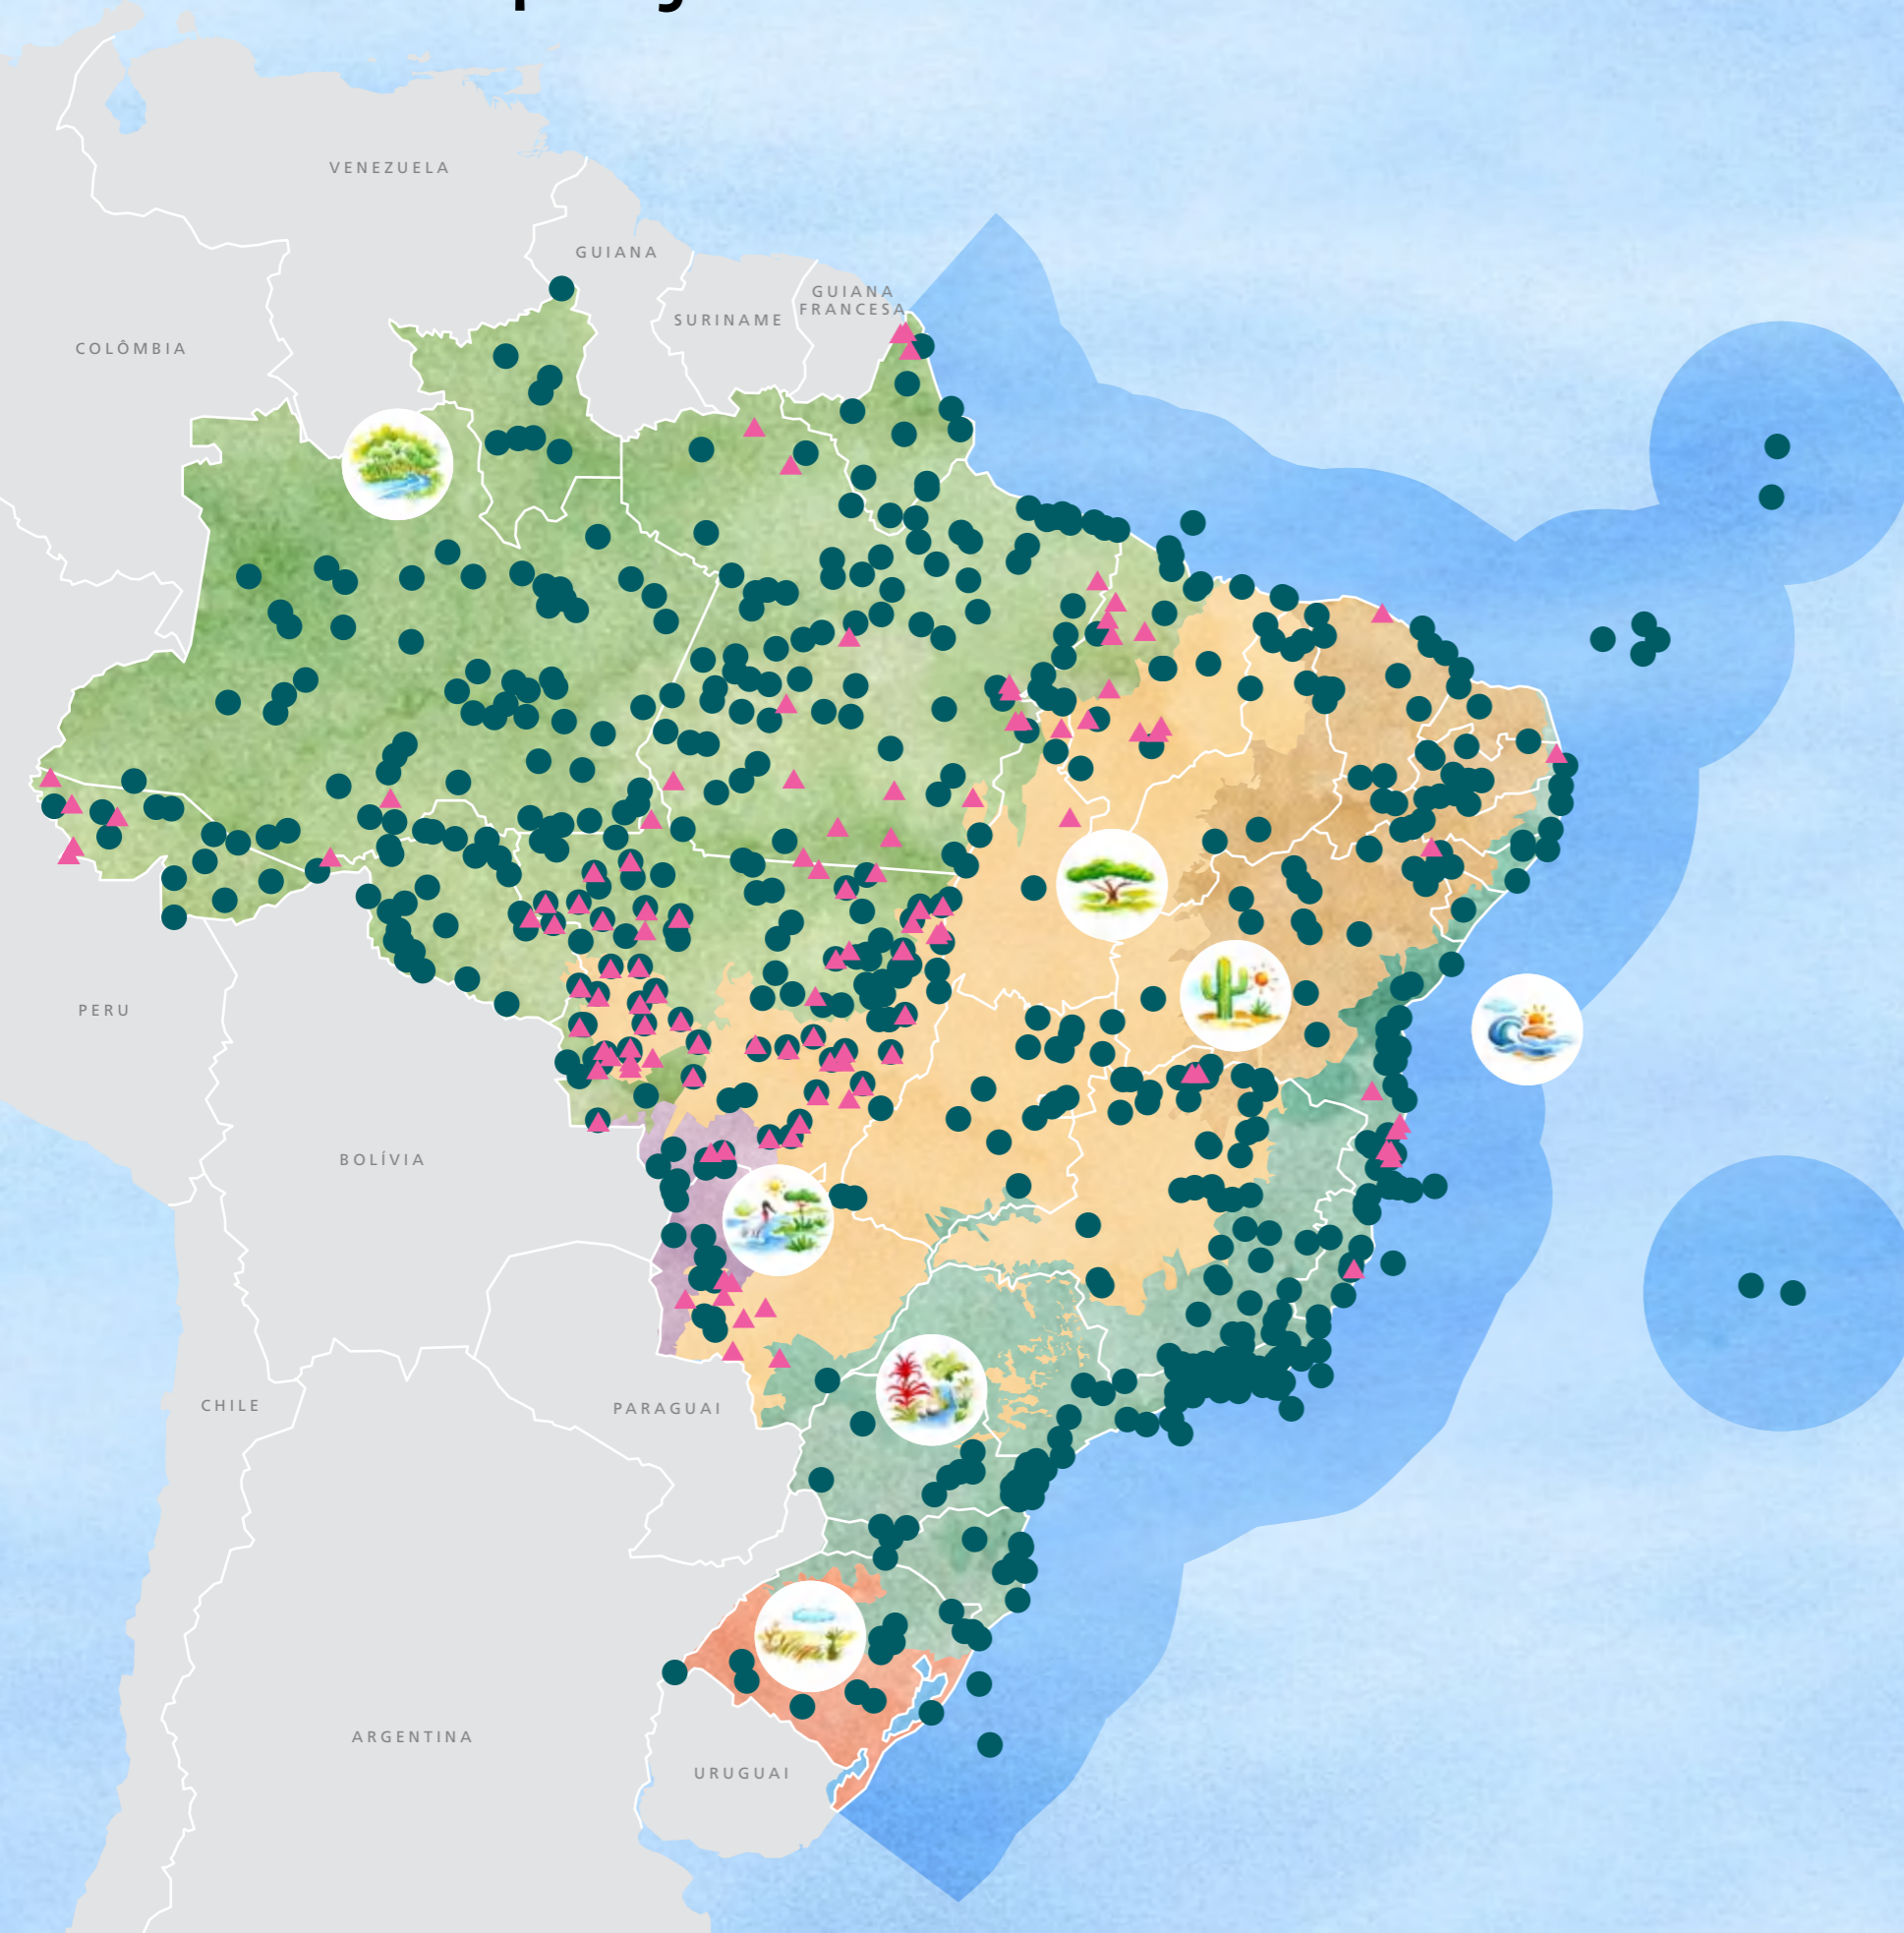 VENEZUELA
GUIANA
GUIANA
FRANCESA
SURINAME
COLÔMBIA
PERU
BOLÍVIA
CHILE
PARAGUAI
ARGENTINA
URUGUAI